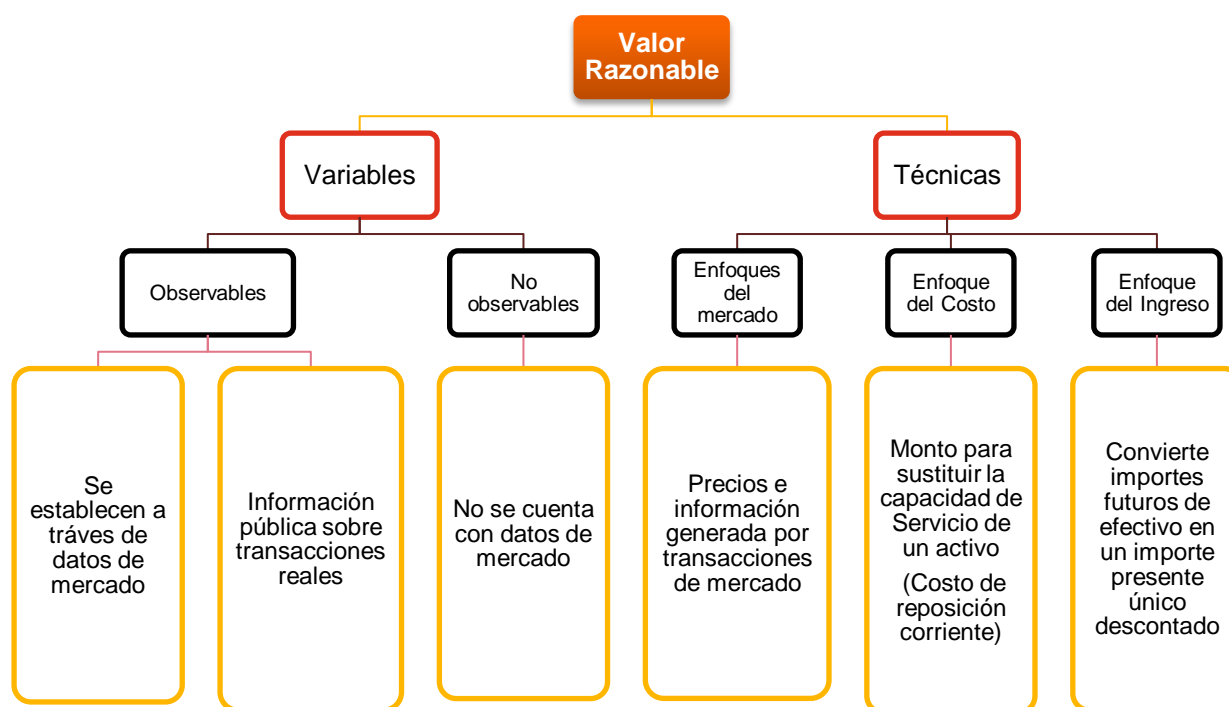 Valor
Razonable
Variables
Técnicas
Observables
No
observables
Enfoques
del
mercado
Enfoque
del Costo
Enfoque
del Ingreso
Se
establecen a
tráves de
datos de
mercado
Información
pública sobre
transacciones
reales
No se cuenta
con datos de
mercado
Precios e
información
generada por
transacciones
de mercado
Monto para
sustituir la
capacidad de
Servicio de
un activo
(Costo de
reposición
corriente)
Convierte
importes
futuros de
efectivo en
un importe
presente
único
descontado